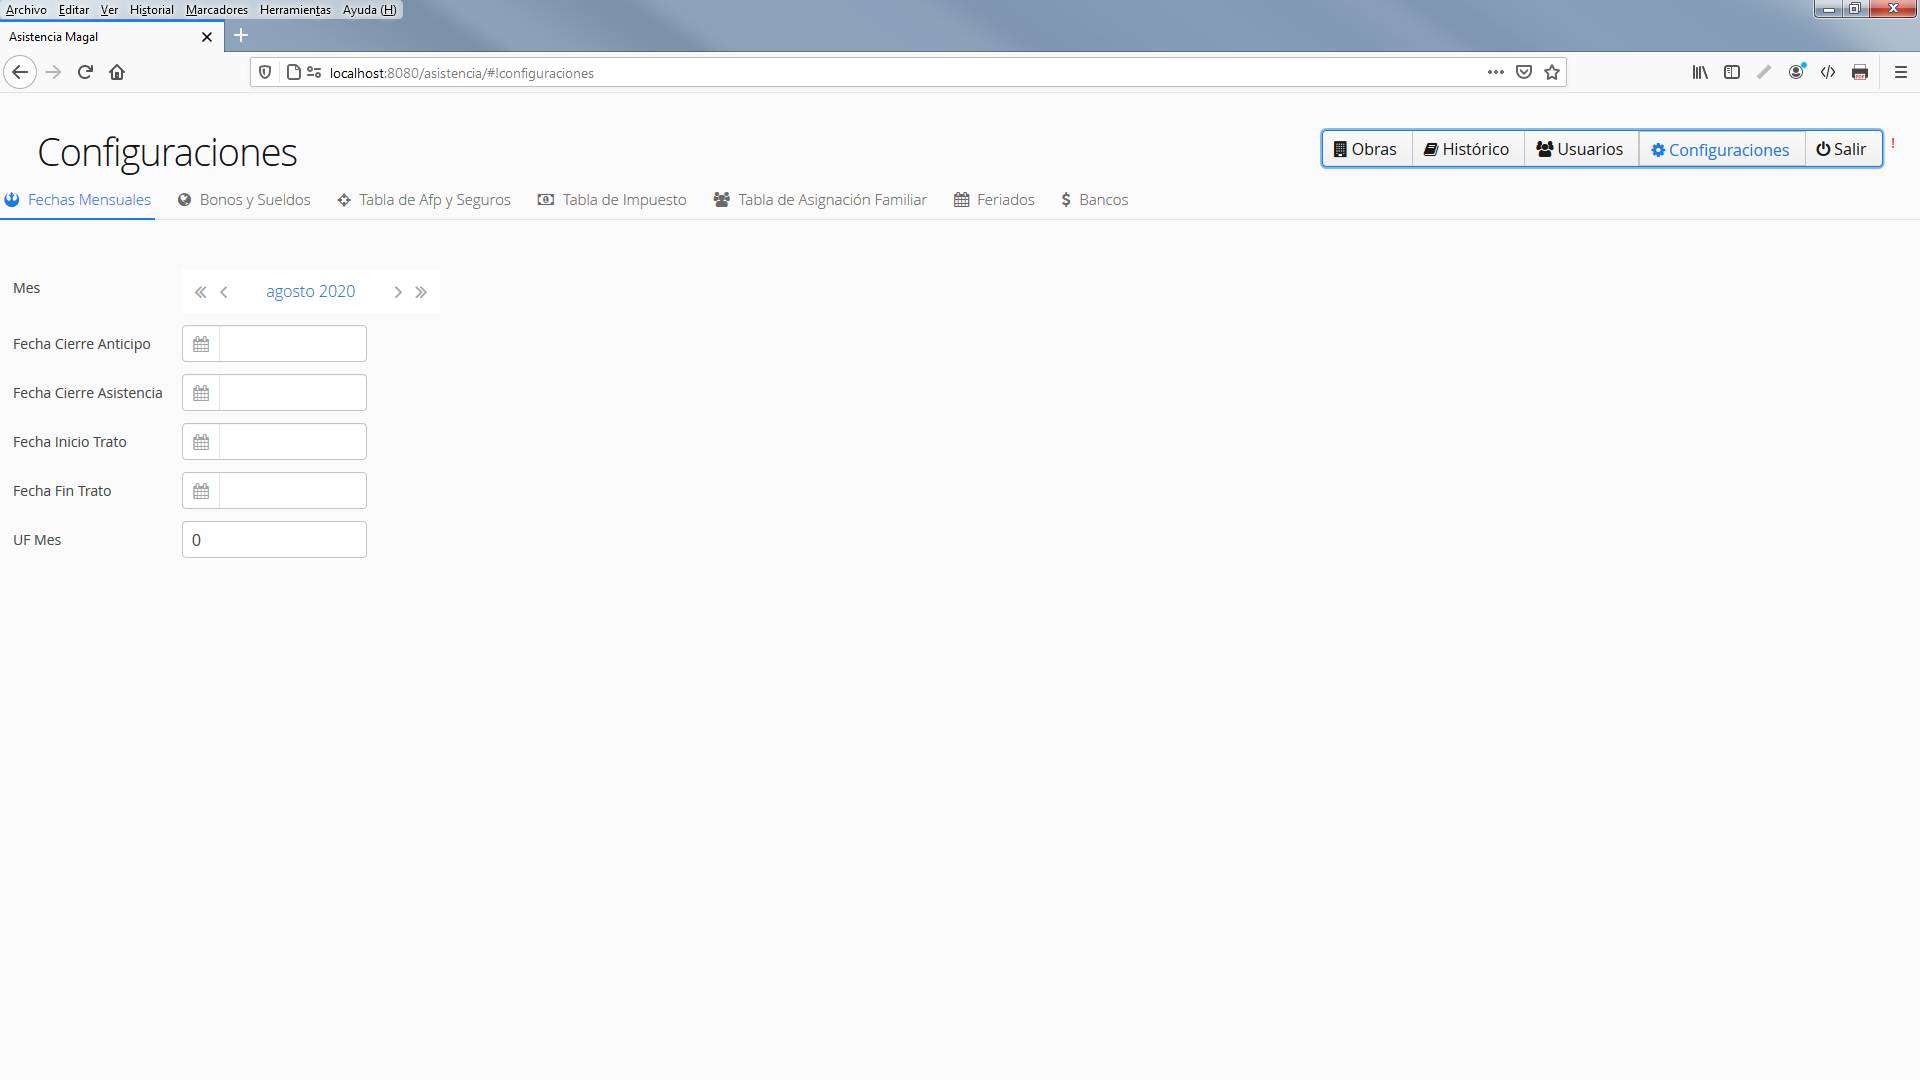 Archivo Editar Ver Historial Marcadores Herramientas Ayuda (H)
Asistencia Magal
localhost:8080/asistencia/#!configuraciones
Configuraciones
Obras Histórico Usuarios Configuraciones Salir !
Fechas Mensuales Bonos y Sueldos Tabla de Afp y Seguros Tabla de Impuesto Tabla de Asignación Familiar Feriados $ Bancos
Mes « ‹ agosto 2020 › »
Fecha Cierre Anticipo
Fecha Cierre Asistencia
Fecha Inicio Trato
Fecha Fin Trato
UF Mes 0